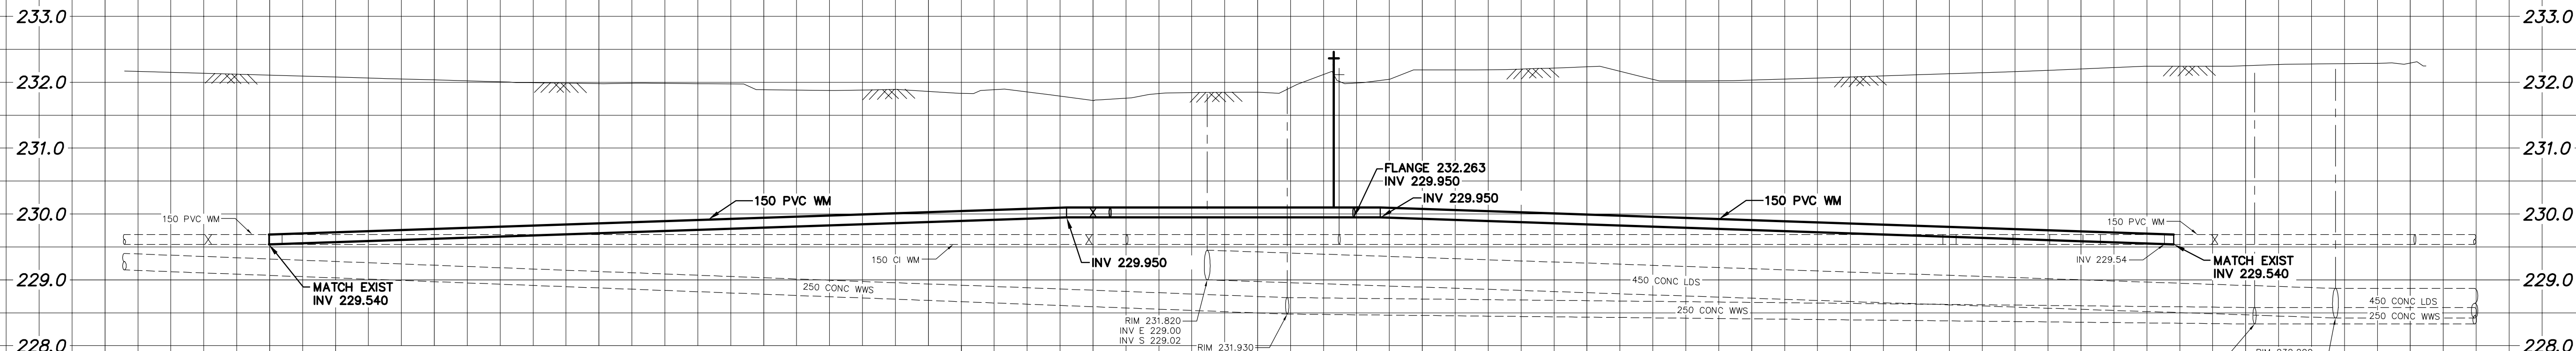 233.0
233.0
232.0
232.0
231.0
231.0
FLANGE 232.263
INV 229.950
150 PVC WM
INV 229.950
150 PVC WM
230.0
230.0
150 PVC WM
150 PVC WM
150 CI WM
INV 229.950
INV 229.54
MATCH EXIST
INV 229.540
229.0
229.0
MATCH EXIST
INV 229.540
250 CONC WWS
450 CONC LDS
450 CONC LDS
250 CONC WWS
250 CONC WWS
RIM 231.820
INV E 229.00
INV S 229.02
RIM 231.930
228.0
228.0